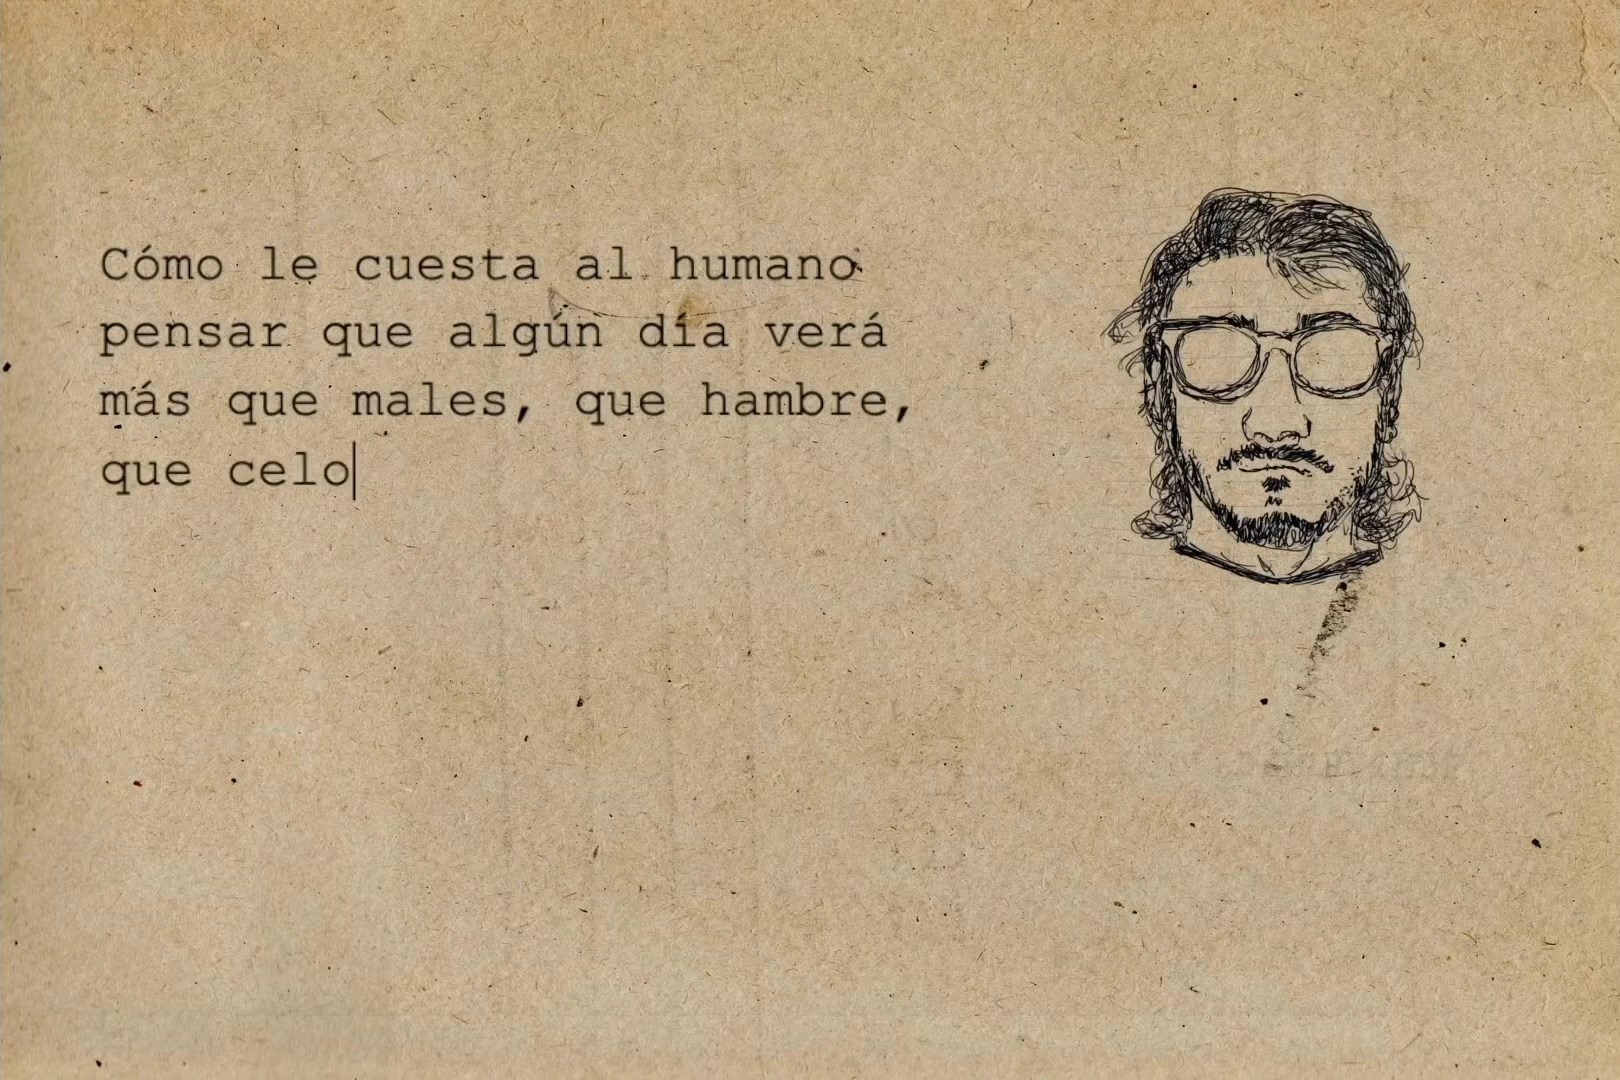 Cómo le cuesta al humano
pensar que algún día verá
más que males, que hambre,
que celo